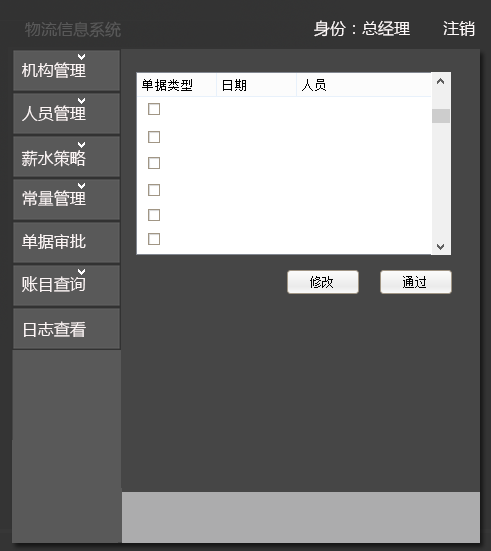 物流信息系统 身份：总经理 注销
机构管理
人员管理
薪水策略
常量管理
单据审批
账目查询
日志查看
单据类型 日期 人员
修改 通过